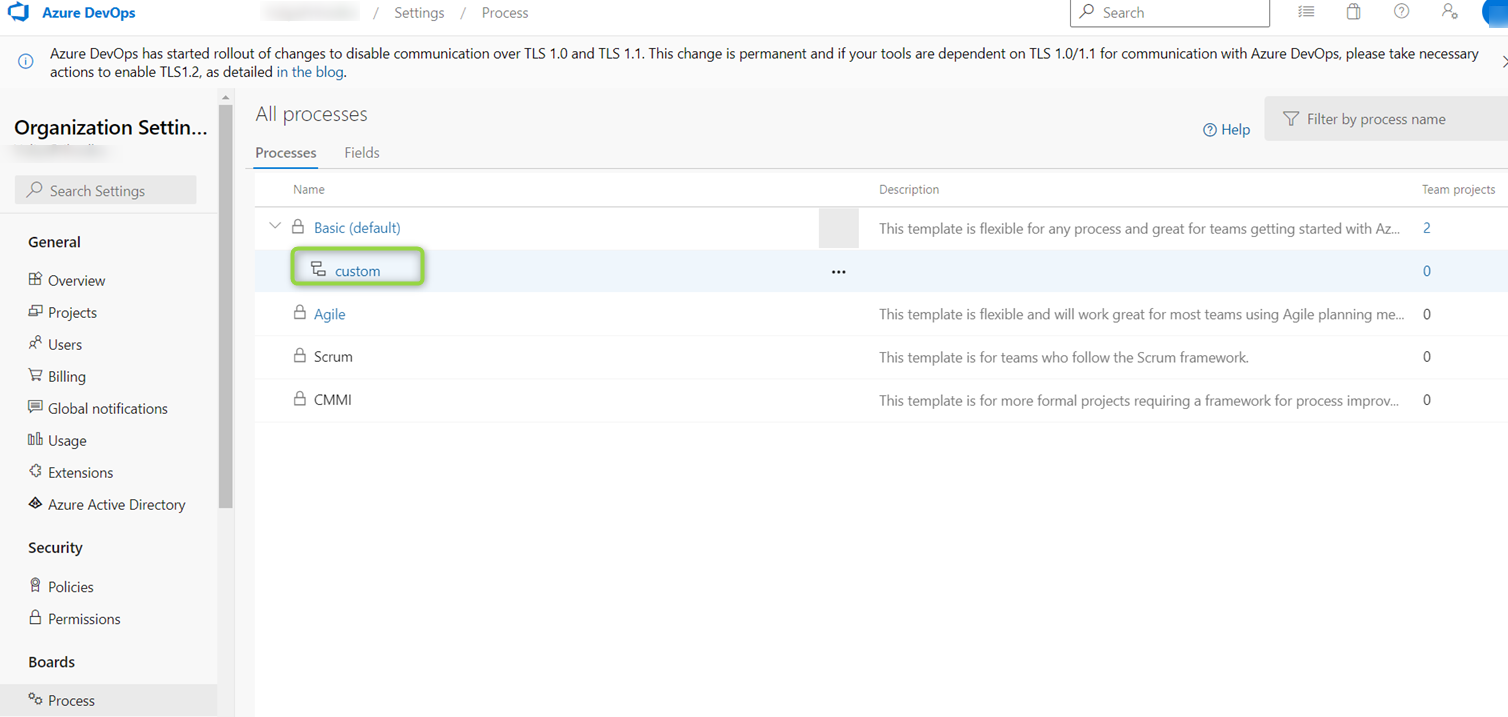 Azure DevOps / Settings / Process Search
Azure DevOps has started rollout of changes to disable communication over TLS 1.0 and TLS 1.1. This change is permanent and if your tools are dependent on TLS 1.0/1.1 for communication with Azure DevOps, please take necessary
actions to enable TLS1.2, as detailed in the blog.
Organization Settin...
Search Settings
General
Overview
Projects
Users
Billing
Global notifications
Usage
Extensions
Azure Active Directory
Security
Policies
Permissions
Boards
Process
All processes
Help
Filter by process name
Processes Fields
Name Description Team projects
Basic (default) This template is flexible for any process and great for teams getting started with Az... 2
custom ... 0
Agile This template is flexible and will work great for most teams using Agile planning me... 0
Scrum This template is for teams who follow the Scrum framework. 0
CMMI This template is for more formal projects requiring a framework for process improv... 0